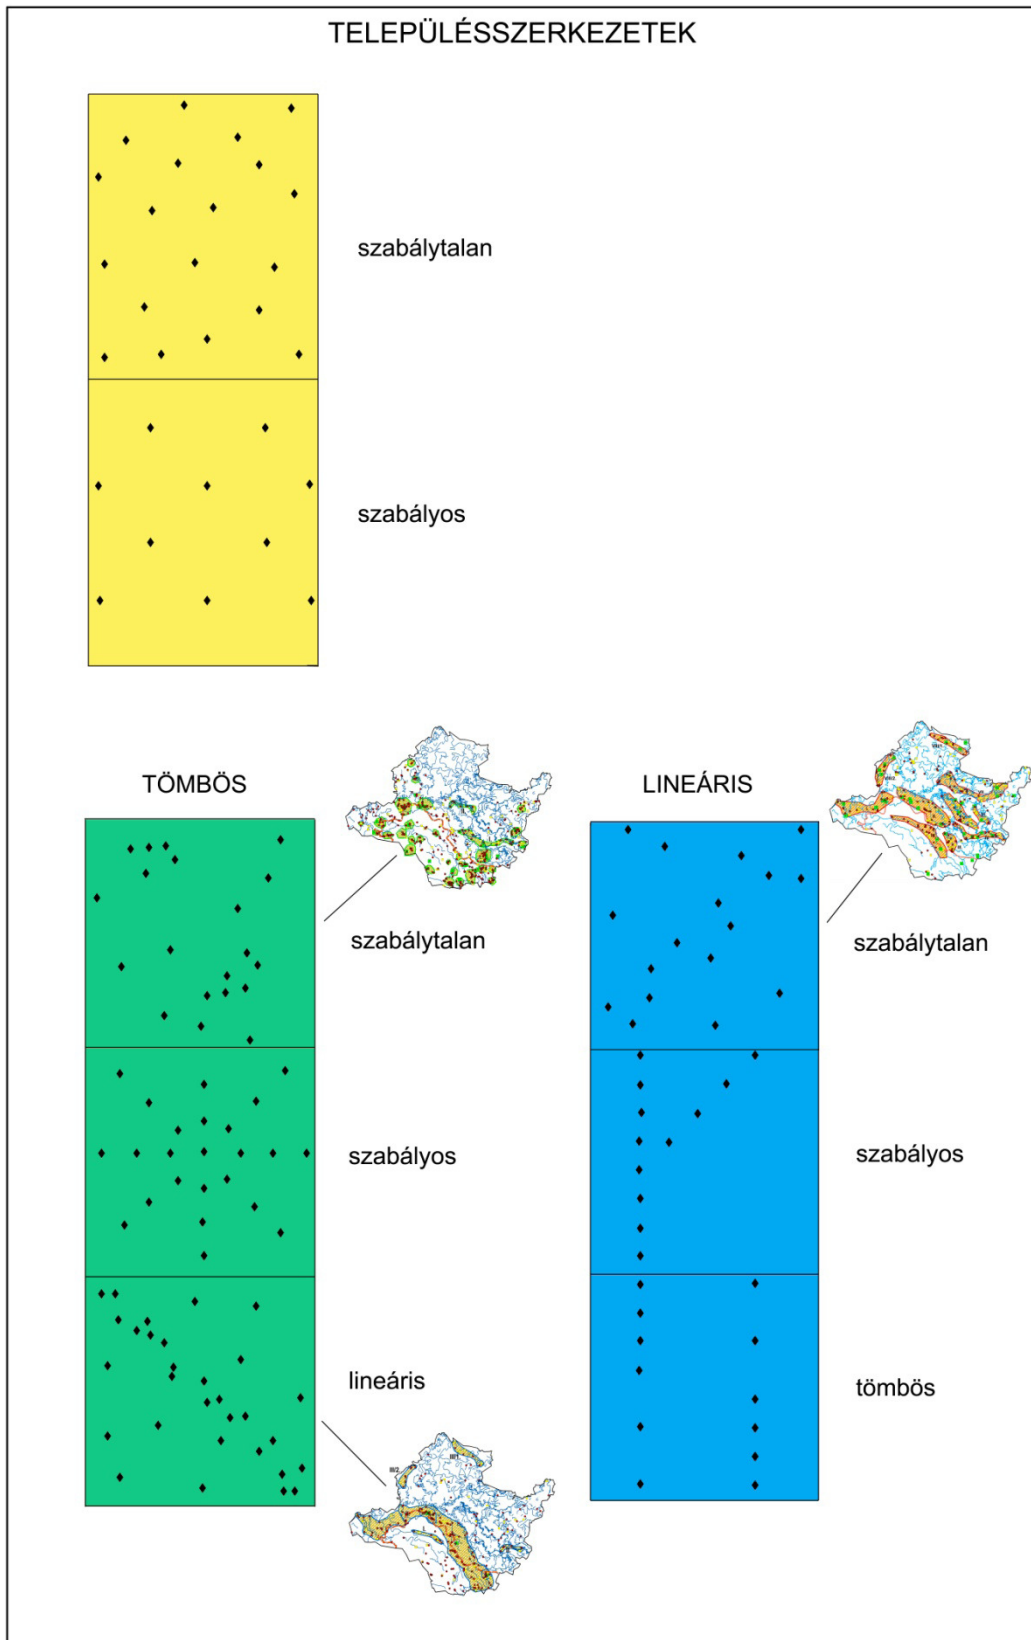 TELEPÜLÉSSZERKEZETEK
szabálytalan
szabályos
TÖMBÖS
LINEÁRIS
szabálytalan
szabálytalan
szabályos
szabályos
lineáris
tömbös